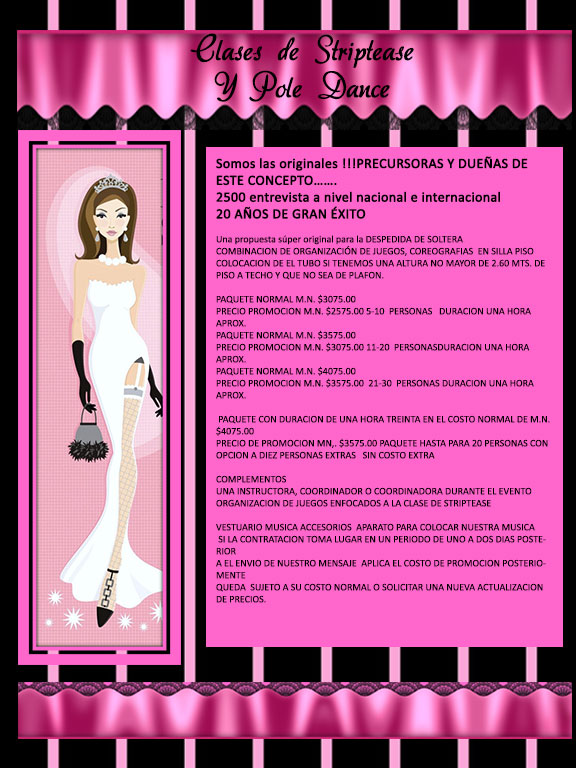 Clases de Striptease
Y Pole Dance
Somos las originales !!!PRECURSORAS Y DUEÑAS DE
ESTE CONCEPTO…….
2500 entrevista a nivel nacional e internacional
20 AÑOS DE GRAN ÉXITO
Una propuesta súper original para la DESPEDIDA DE SOLTERA
COMBINACION DE ORGANIZACIÓN DE JUEGOS, COREOGRAFIAS EN SILLA PISO
COLOCACION DE EL TUBO SI TENEMOS UNA ALTURA NO MAYOR DE 2.60 MTS. DE
PISO A TECHO Y QUE NO SEA DE PLAFON.
PAQUETE NORMAL M.N. $3075.00
PRECIO PROMOCION M.N. $2575.00 5-10 PERSONAS DURACION UNA HORA
APROX.
PAQUETE NORMAL M.N. $3575.00
PRECIO PROMOCION M.N. $3075.00 11-20 PERSONASDURACION UNA HORA
APROX.
PAQUETE NORMAL M.N. $4075.00
PRECIO PROMOCION M.N. $3575.00 21-30 PERSONAS DURACION UNA HORA
APROX.
PAQUETE CON DURACION DE UNA HORA TREINTA EN EL COSTO NORMAL DE M.N.
$4075.00
PRECIO DE PROMOCION MN,. $3575.00 PAQUETE HASTA PARA 20 PERSONAS CON
OPCION A DIEZ PERSONAS EXTRAS SIN COSTO EXTRA
COMPLEMENTOS
UNA INSTRUCTORA, COORDINADOR O COORDINADORA DURANTE EL EVENTO
ORGANIZACION DE JUEGOS ENFOCADOS A LA CLASE DE STRIPTEASE
VESTUARIO MUSICA ACCESORIOS APARATO PARA COLOCAR NUESTRA MUSICA
SI LA CONTRATACION TOMA LUGAR EN UN PERIODO DE UNO A DOS DIAS POSTE-
RIOR
A EL ENVIO DE NUESTRO MENSAJE APLICA EL COSTO DE PROMOCION POSTERIO-
MENTE
QUEDA SUJETO A SU COSTO NORMAL O SOLICITAR UNA NUEVA ACTUALIZACION
DE PRECIOS.